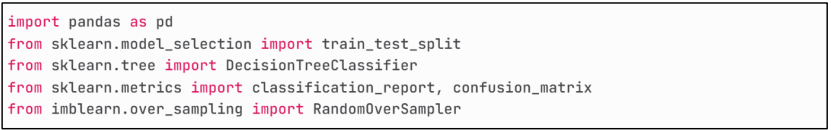 import pandas as pd
from sklearn.model_selection import train_test_split
from sklearn.tree import DecisionTreeClassifier
from sklearn.metrics import classification_report, confusion_matrix
from imblearn.over_sampling import RandomOverSampler